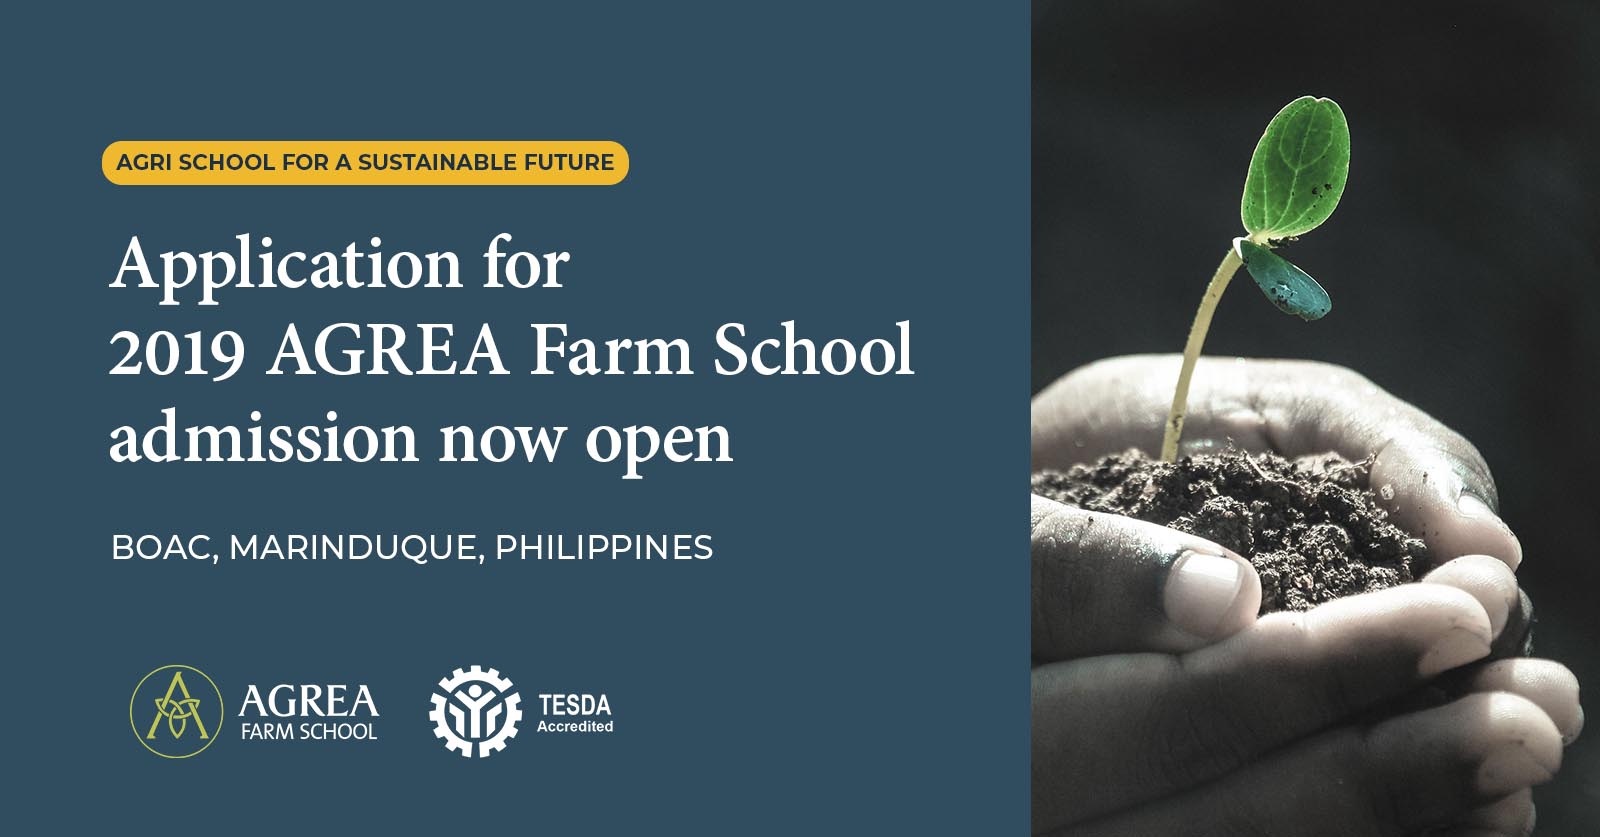 AGRI SCHOOL FOR A SUSTAINABLE FUTURE
Application for
2019 AGREA Farm School
admission now open
BOAC, MARINDUQUE, PHILIPPINES
AGREA
FARM SCHOOL
TESDA
Accredited